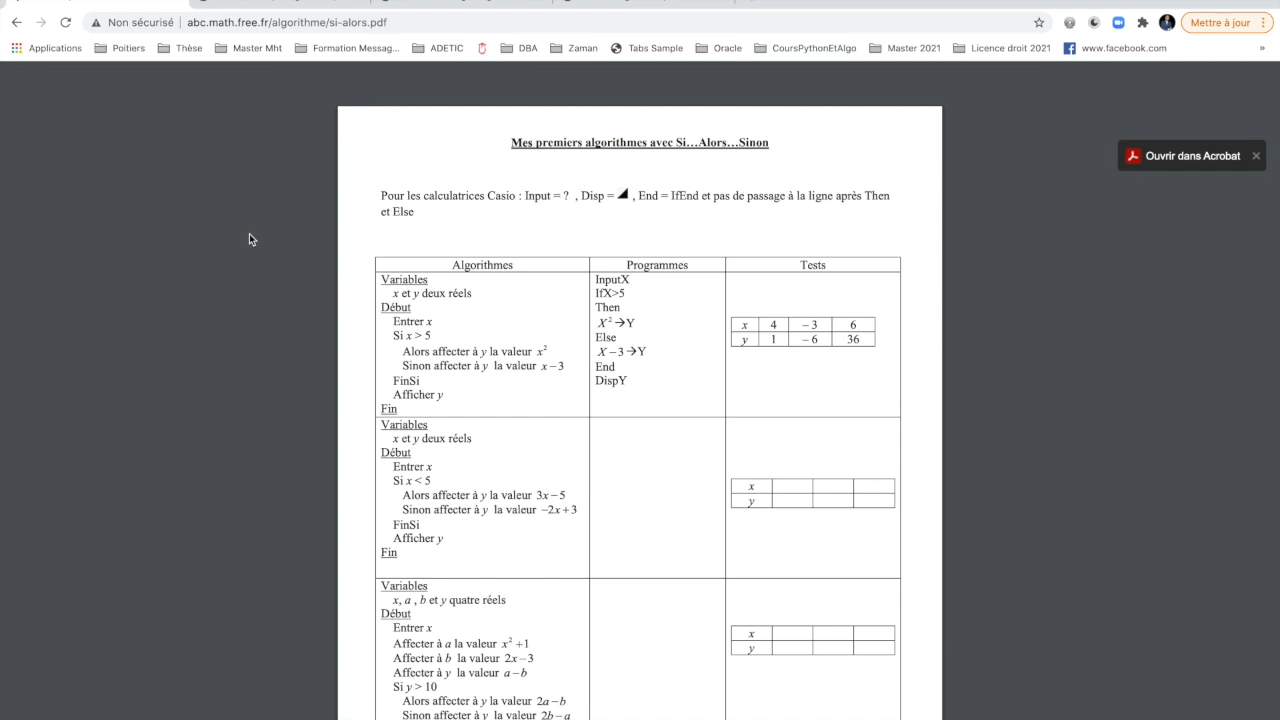 Non sécurisé | abc.math.free.fr/algorithme/si-alors.pdf
Mettre à jour
Applications Poitiers Thèse Master Mht Formation Messag... ADETIC DBA Zaman Tabs Sample Oracle CoursPythonEtAlgo Master 2021 Licence droit 2021 www.facebook.com »
Mes premiers algorithmes avec Si…Alors…Sinon
Ouvrir dans Acrobat
Pour les calculatrices Casio : Input = ? , Disp = ◢ , End = IfEnd et pas de passage à la ligne après Then
et Else
Algorithmes Programmes Tests
Variables
x et y deux réels
Début
Entrer x
Si x > 5
Alors affecter à y la valeur x²
Sinon affecter à y la valeur x – 3
FinSi
Afficher y
Fin
InputX
IfX>5
Then
X² →Y
Else
X – 3 →Y
End
DispY
x 4 – 3 6
y 1 – 6 36
Variables
x et y deux réels
Début
Entrer x
Si x < 5
Alors affecter à y la valeur 3x – 5
Sinon affecter à y la valeur –2x + 3
FinSi
Afficher y
Fin
x
y
Variables
x, a , b et y quatre réels
Début
Entrer x
Affecter à a la valeur x² + 1
Affecter à b la valeur 2x – 3
Affecter à y la valeur a – b
Si y > 10
Alors affecter à y la valeur 2a – b
Sinon affecter à y la valeur 2b – a
x
y